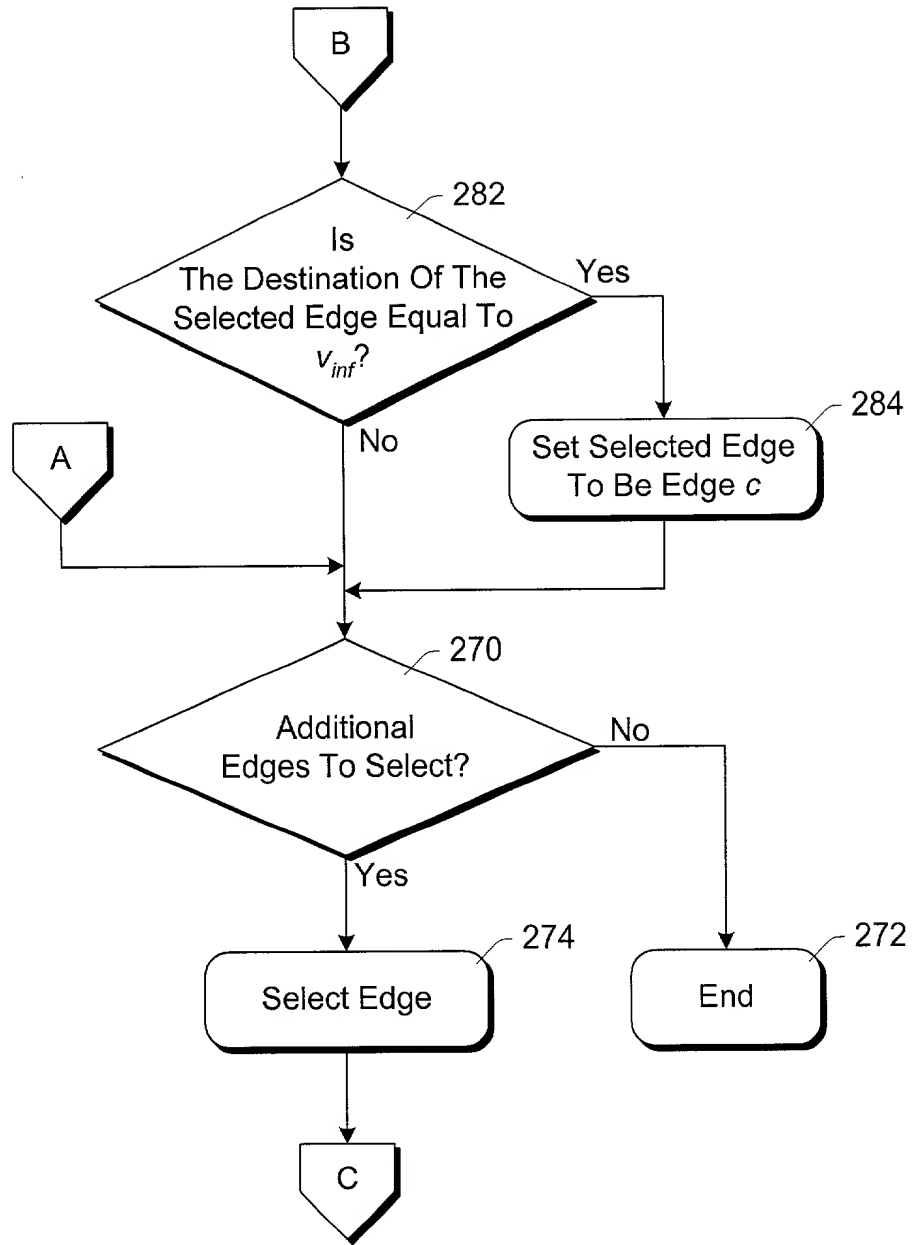 B
282
Is
The Destination Of The
Selected Edge Equal To
v_inf?
Yes
No
284
Set Selected Edge
To Be Edge c
A
270
Additional
Edges To Select?
No
Yes
274
Select Edge
272
End
C